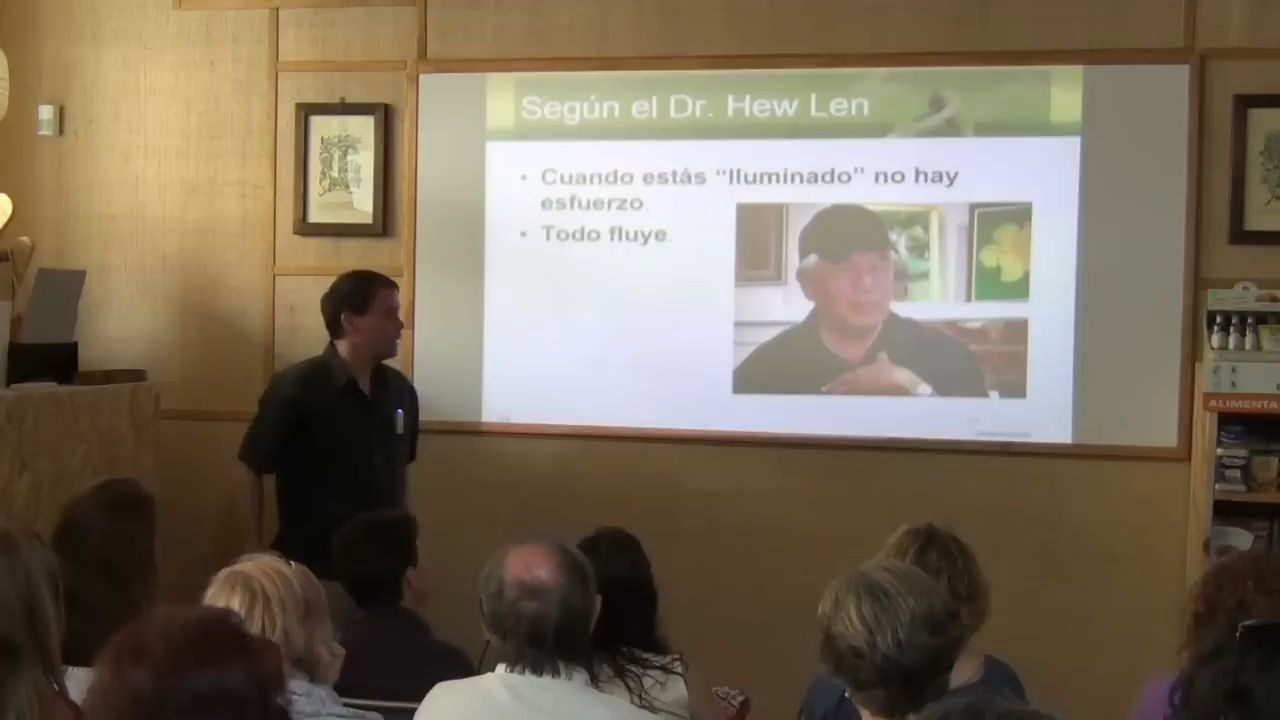 Según el Dr. Hew Len
• Cuando estás “Iluminado” no hay
esfuerzo.
• Todo fluye.
ALIMENTA